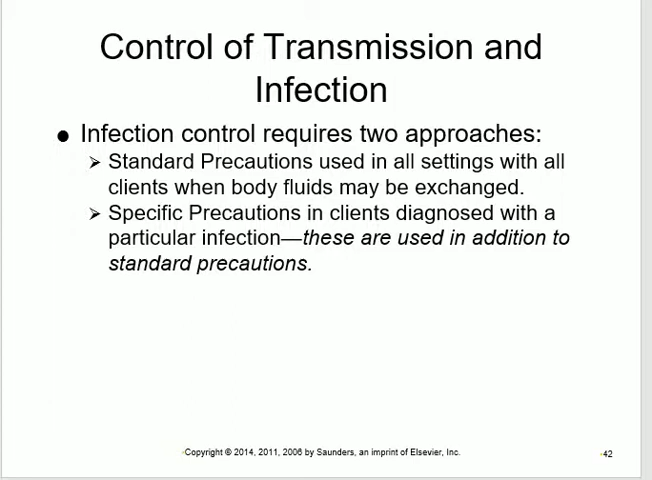 Control of Transmission and
Infection
● Infection control requires two approaches:
➢ Standard Precautions used in all settings with all
clients when body fluids may be exchanged.
➢ Specific Precautions in clients diagnosed with a
particular infection—these are used in addition to
standard precautions.
•Copyright © 2014, 2011, 2006 by Saunders, an imprint of Elsevier, Inc.
•42